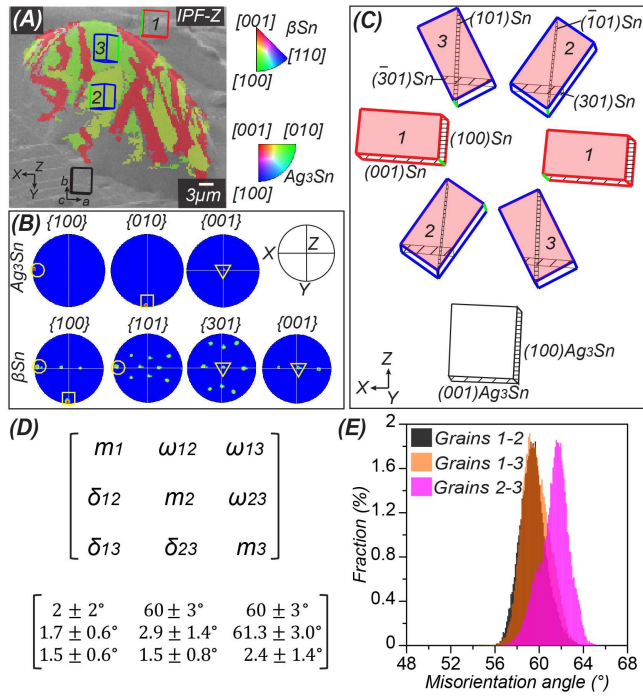 (A)
IPF-Z
1
3
2
X
Z
Y
b
c
a
3µm
[001]
βSn
[110]
[100]
[001]
[010]
[100]
Ag3Sn
(B)
{100}
{010}
{001}
Ag3Sn
X
Z
Y
{100}
{101}
{301}
{001}
βSn
(C)
3
(101)Sn
(1̄01)Sn
2
(3̄01)Sn
(301)Sn
1
(100)Sn
(001)Sn
1
2
3
(100)Ag3Sn
(001)Ag3Sn
Z
X
Y
(D)
m1 ω12 ω13
δ12 m2 ω23
δ13 δ23 m3
2 ± 2° 60 ± 3° 60 ± 3°
1.7 ± 0.6° 2.9 ± 1.4° 61.3 ± 3.0°
1.5 ± 0.6° 1.5 ± 0.8° 2.4 ± 1.4°
(E)
2
1.6
1.2
0.8
0.4
0
Fraction (%)
Grains 1-2
Grains 1-3
Grains 2-3
48 52 56 60 64 68
Misorientation angle (°)